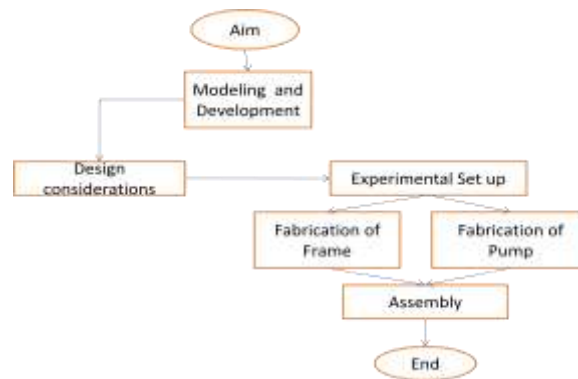 Aim
Modeling and
Development
Design
considerations
Experimental Set up
Fabrication of
Frame
Fabrication of
Pump
Assembly
End